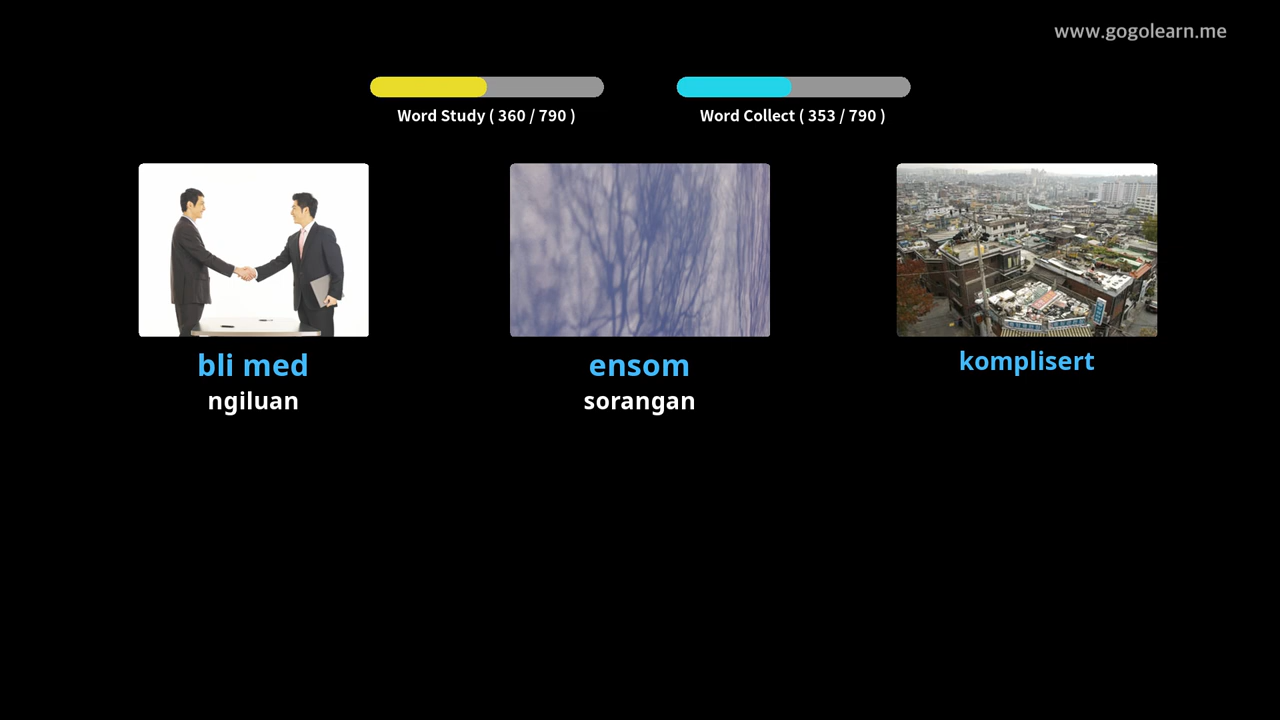 www.gogolearn.me
Word Study ( 360 / 790 )
Word Collect ( 353 / 790 )
bli med
ngiluan
ensom
sorangan
komplisert